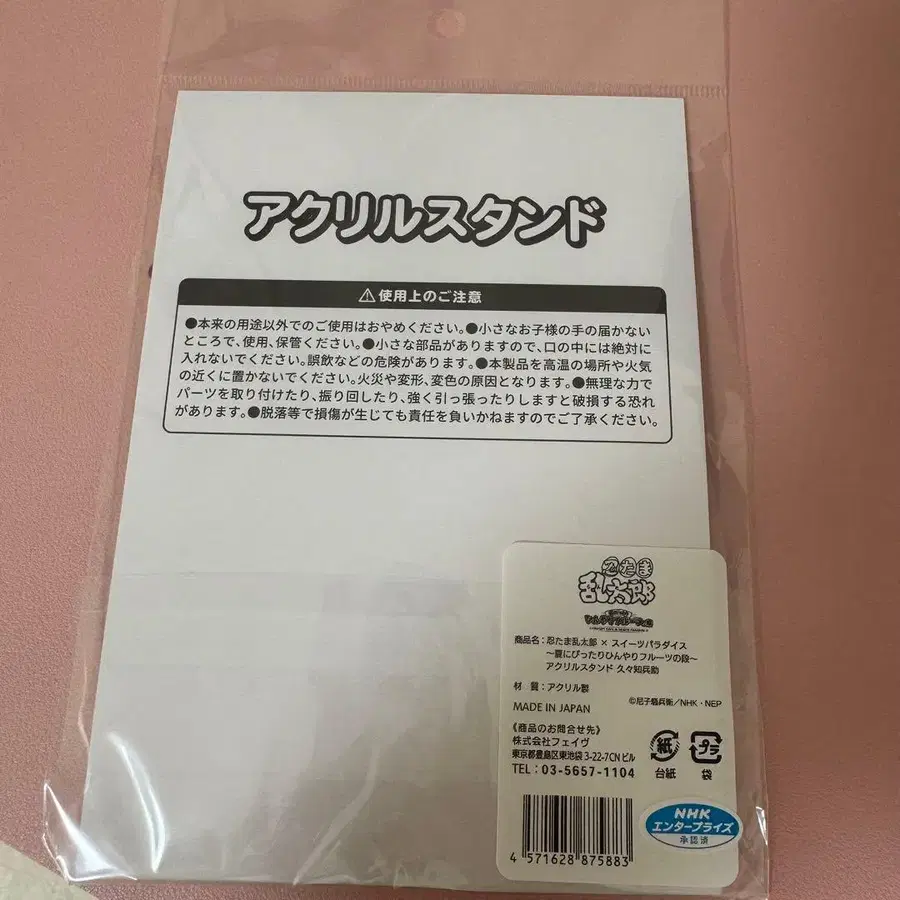 アクリルスタンド
⚠使用上のご注意
●本来の用途以外でのご使用はおやめください。●小さなお子様の手の届かない
ところで、使用、保管ください。●小さな部品がありますので、口の中には絶対に
入れないでください。誤飲などの危険があります。●本製品を高温の場所や火気
の近くに置かないでください。火災や変形、変色の原因となります。●無理な力で
パーツを取り付けたり、振り回したり、強く引っ張ったりしますと破損する恐れ
があります。●脱落等で損傷が生じても責任を負いかねますのでご了承ください。
忍たま
乱太郎
商品名：忍たま乱太郎 × スイーツパラダイス
～夏にぴったりひんやりフルーツの段～
アクリルスタンド 久々知兵助
材 質：アクリル製
©尼子騒兵衛／NHK・NEP
MADE IN JAPAN
《商品のお問合せ先》
株式会社フェイヴ
東京都豊島区東池袋 3-22-7CN ビル
TEL：03-5657-1104
紙
台紙
プラ
袋
4 571628 875883
NHK
エンタープライズ
承認済